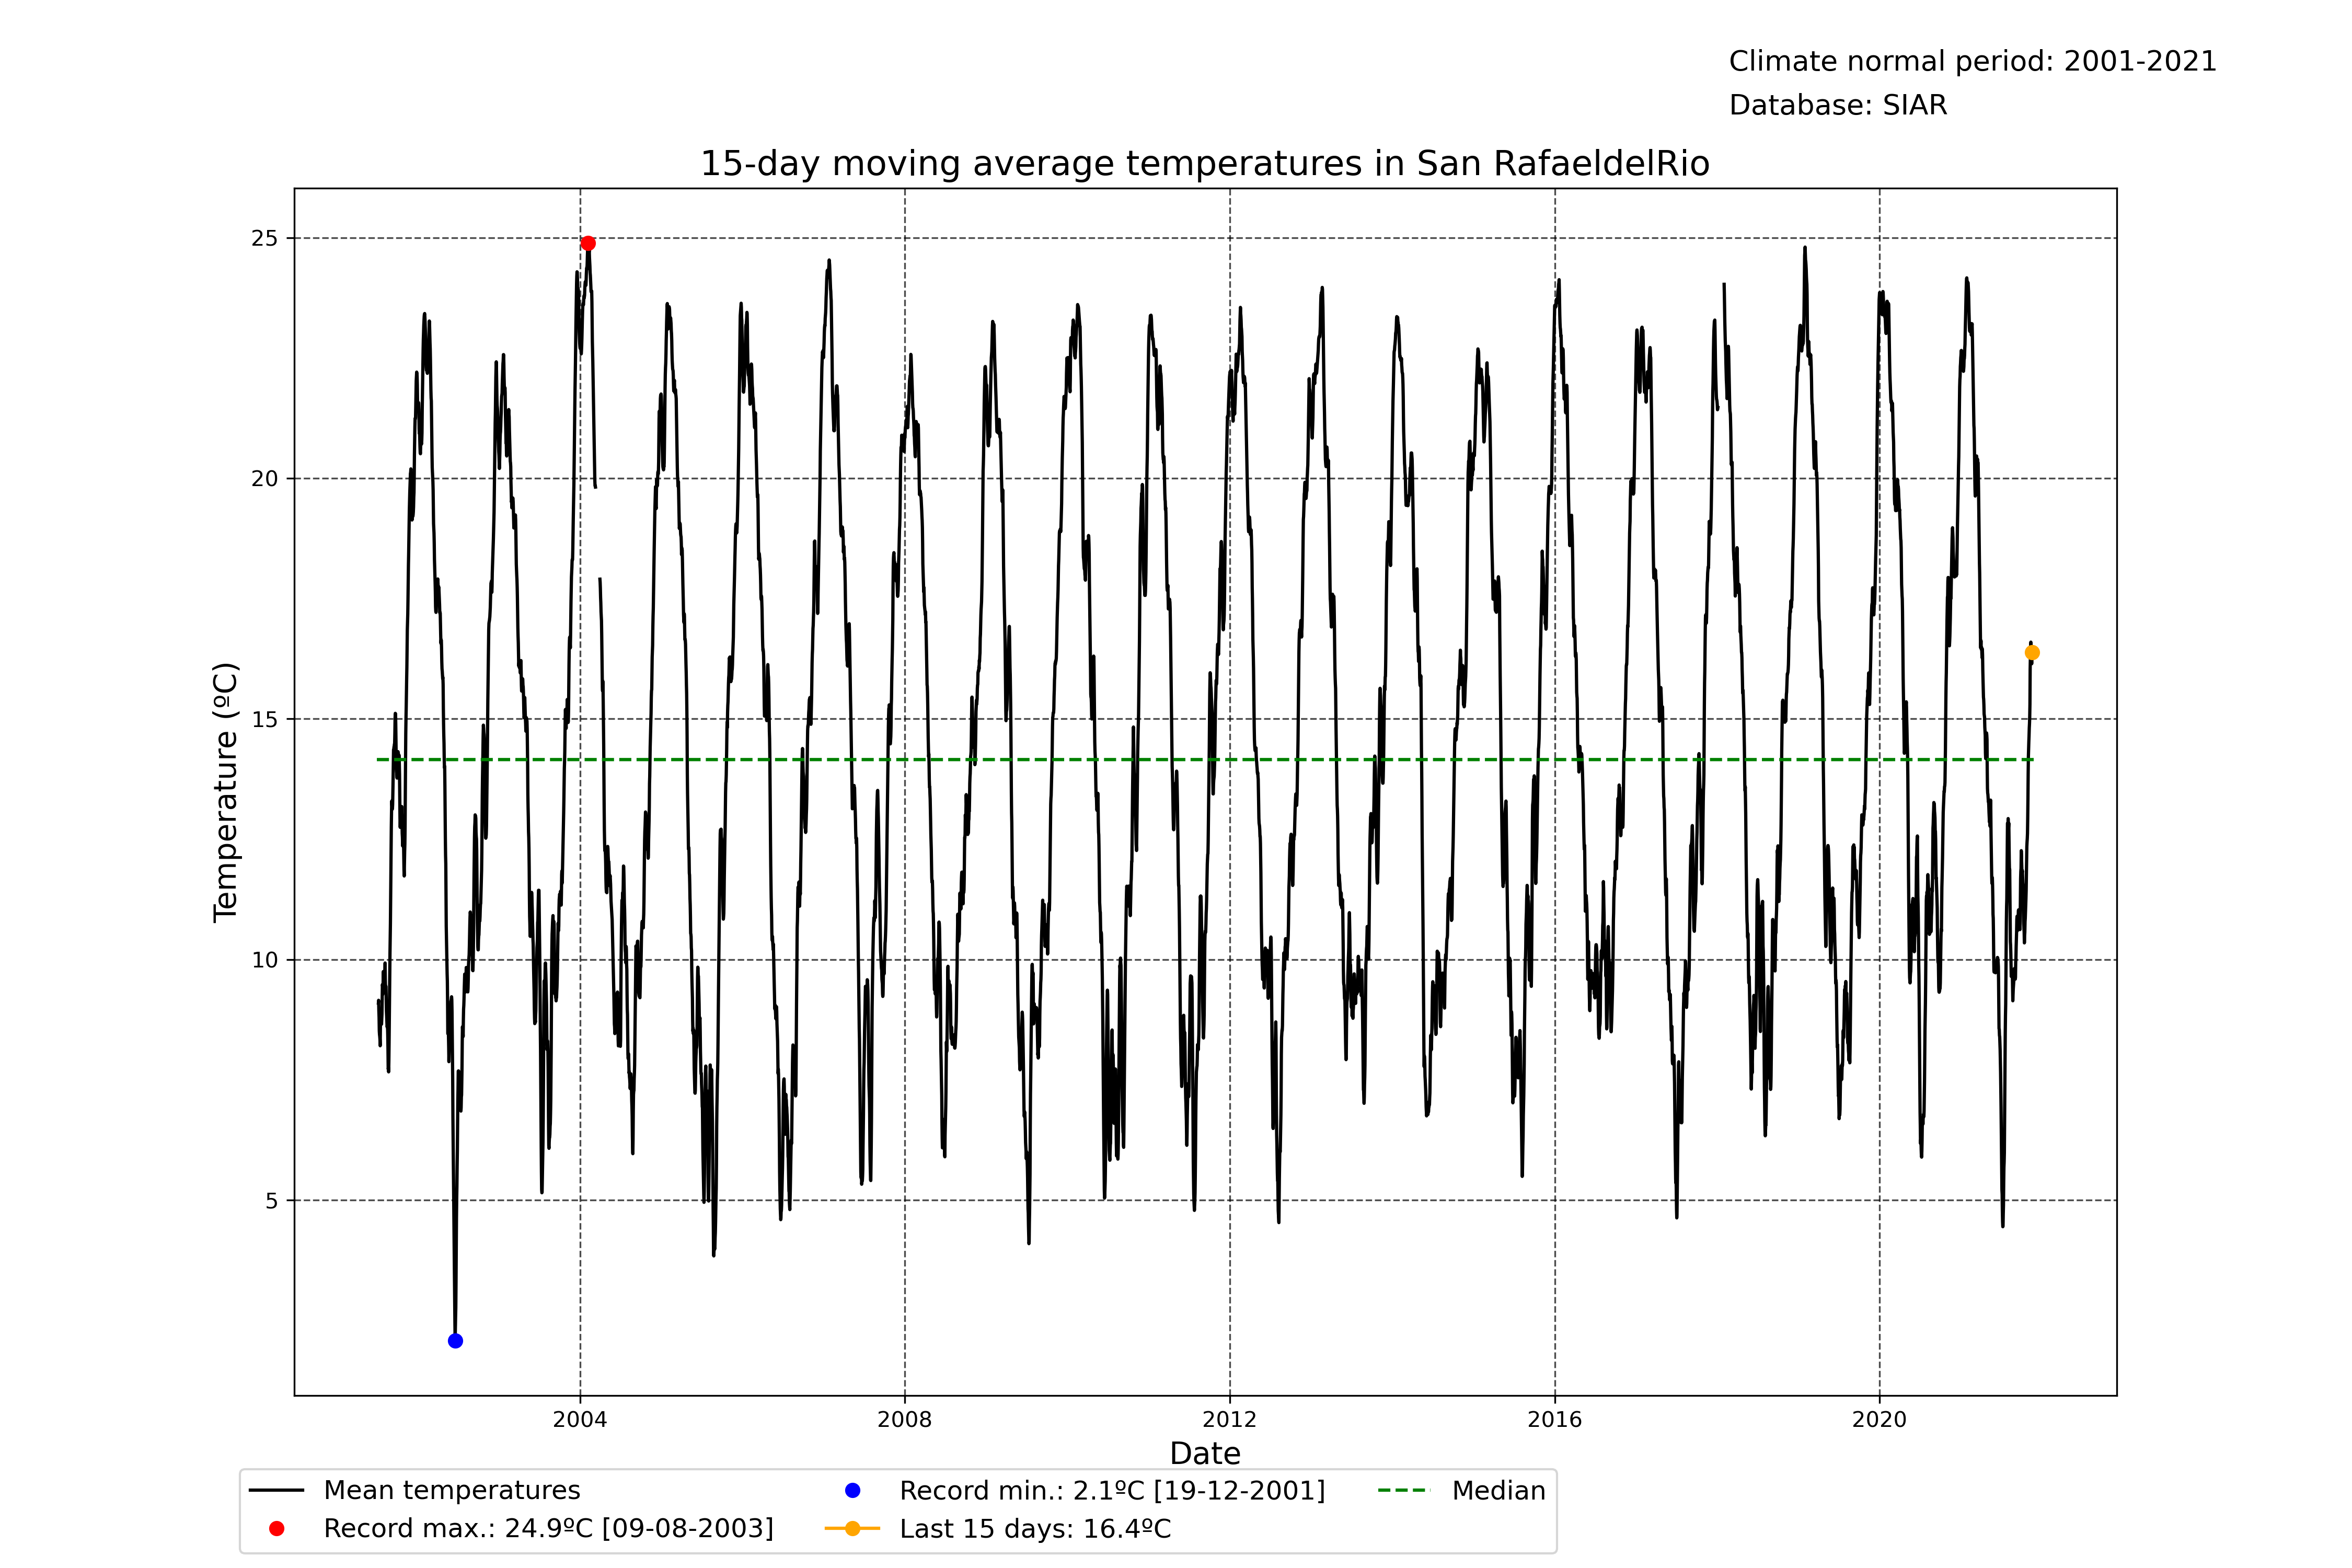 Climate normal period: 2001-2021
Database: SIAR
15-day moving average temperatures in San RafaeldelRio
25
20
15
10
5
Temperature (ºC)
2004
2008
2012
2016
2020
Date
Mean temperatures
Record max.: 24.9ºC [09-08-2003]
Record min.: 2.1ºC [19-12-2001]
Last 15 days: 16.4ºC
Median